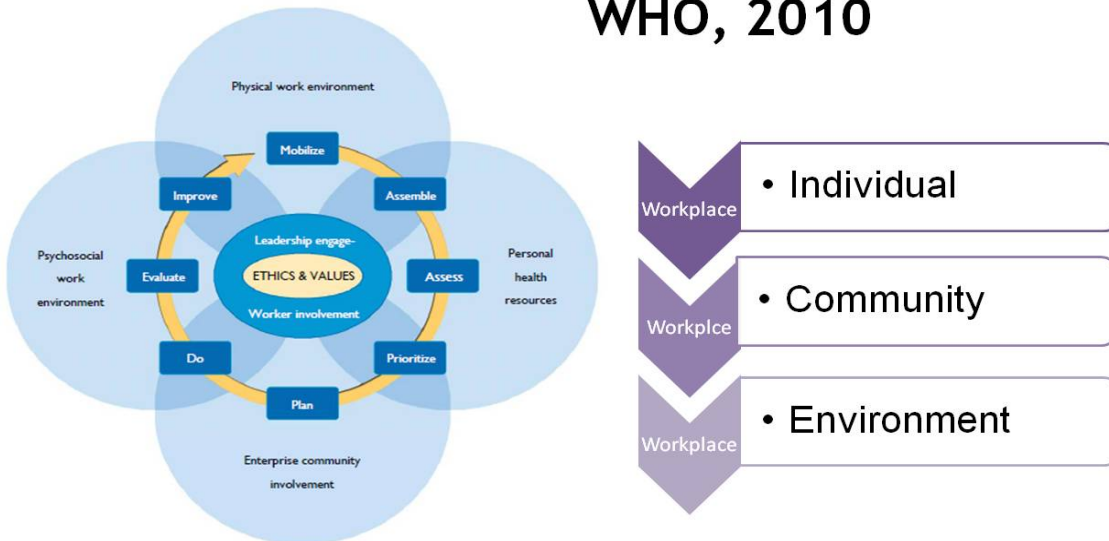 WHO, 2010
Physical work environment
Mobilize
Improve
Assemble
Leadership engage-
Psychosocial
work
environment
Evaluate
ETHICS & VALUES
Assess
Personal
health
resources
Worker involvement
Do
Prioritize
Plan
Enterprise community
involvement
Workplace
• Individual
Workplce
• Community
Workplace
• Environment